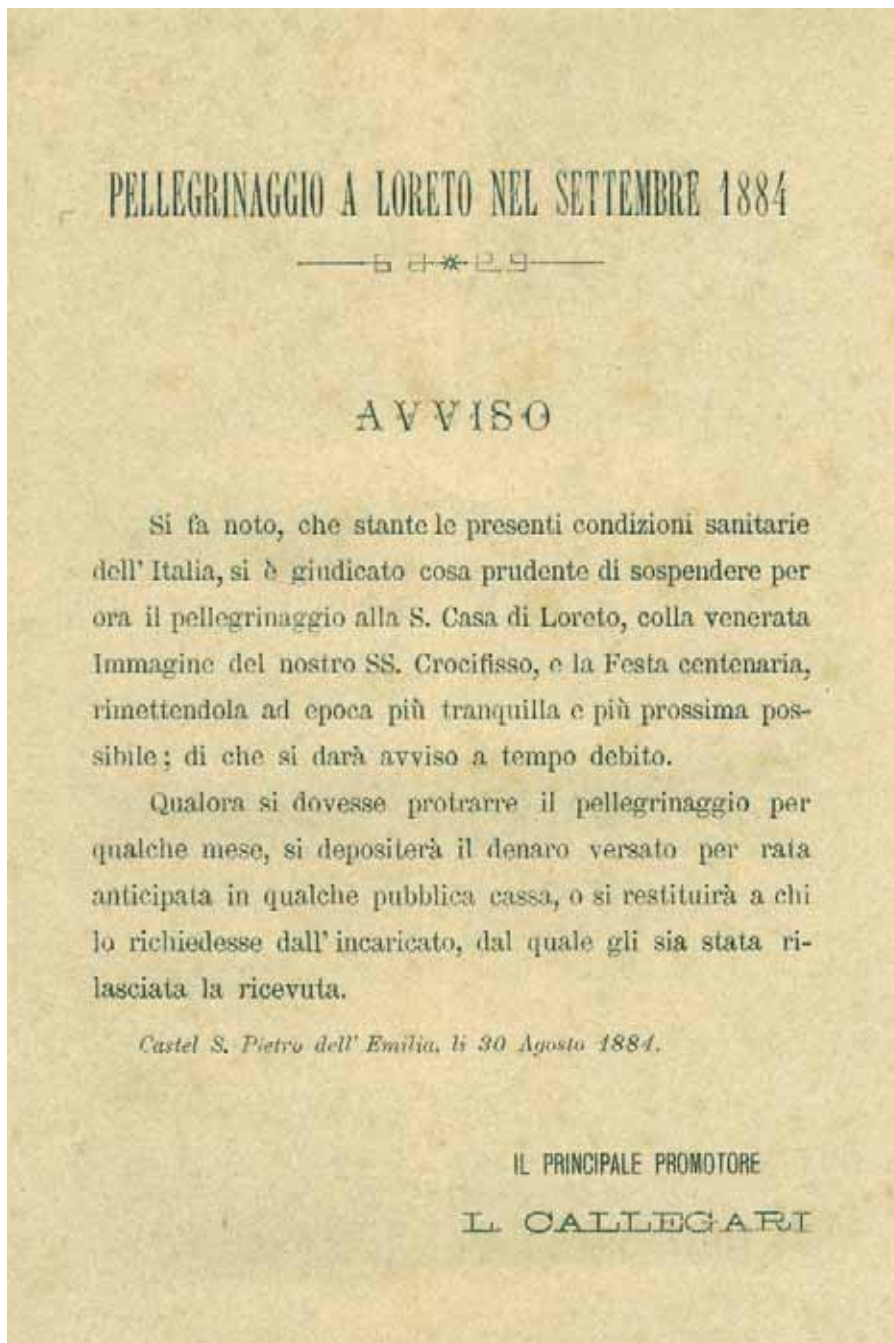 PELLEGRINAGGIO A LORETO NEL SETTEMBRE 1884
AVVISO
Si fa noto, che stante le presenti condizioni sanitarie
dell' Italia, si è giudicato cosa prudente di sospendere per
ora il pellegrinaggio alla S. Casa di Loreto, colla venerata
Immagine del nostro SS. Crocifisso, e la Festa centenaria,
rimettendola ad epoca più tranquilla e più prossima pos-
sibile; di che si darà avviso a tempo debito.
Qualora si dovesse protrarre il pellegrinaggio per
qualche mese, si depositerà il denaro versato per rata
anticipata in qualche pubblica cassa, o si restituirà a chi
lo richiedesse dall' incaricato, dal quale gli sia stata ri-
lasciata la ricevuta.
Castel S. Pietro dell' Emilia, li 30 Agosto 1884.
IL PRINCIPALE PROMOTORE
L. CALLEGARI